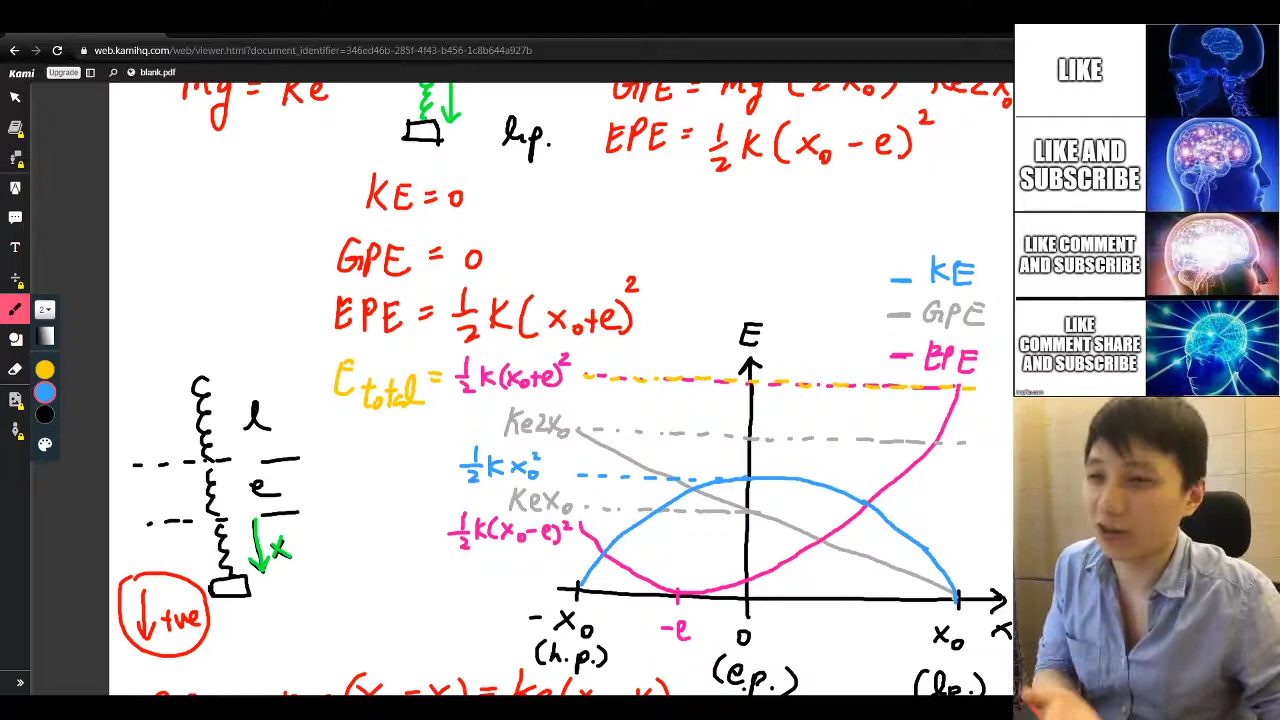 web.kamihq.com/web/viewer.html?document_identifier=346ed46b-285f-4f43-b456-1c8b644a927b
Kami
Upgrade
blank.pdf
2
T
mg = Ke
GPE = mg (2x₀) Ke2x₀
h.p.
EPE = 1/2 K(x₀ - e)²
KE = 0
GPE = 0
EPE = 1/2 K(x₀+e)²
E total = 1/2 K(x₀+e)²
Ke2x₀
1/2 K x₀²
Kex₀
1/2 K(x₀-e)²
KE
GPE
EPE
E
l
e
x
+ve
- x₀
(h.p.)
-e
0
(e.p.)
x₀
(l.p.)
x
LIKE
LIKE AND
SUBSCRIBE
LIKE COMMENT
AND SUBSCRIBE
LIKE
COMMENT SHARE
AND SUBSCRIBE